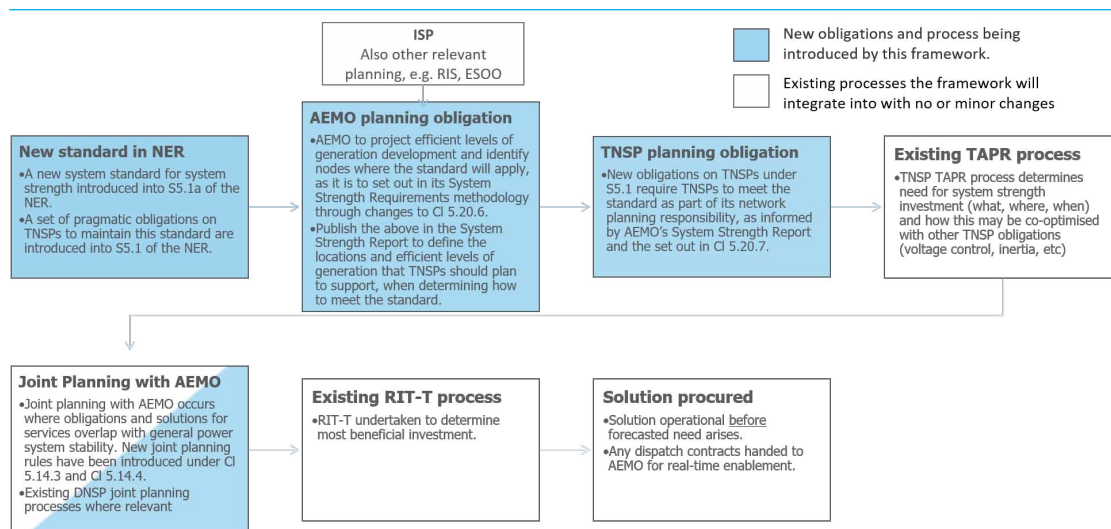 ISP
Also other relevant
planning, e.g. RIS, ESOO
New obligations and process being
introduced by this framework.
Existing processes the framework will
integrate into with no or minor changes
New standard in NER
•A new system standard for system
strength introduced into S5.1a of the
NER.
•A set of pragmatic obligations on
TNSPs to maintain this standard are
introduced into S5.1 of the NER.
AEMO planning obligation
•AEMO to project efficient levels of
generation development and identify
nodes where the standard will apply,
as it is to set out in its System
Strength Requirements methodology
through changes to Cl 5.20.6.
•Publish the above in the System
Strength Report to define the
locations and efficient levels of
generation that TNSPs should plan
to support, when determining how
to meet the standard.
TNSP planning obligation
•New obligations on TNSPs under
S5.1 require TNSPs to meet the
standard as part of its network
planning responsibility, as informed
by AEMO's System Strength Report
and the set out in Cl 5.20.7.
Existing TAPR process
•TNSP TAPR process determines
need for system strength
investment (what, where, when)
and how this may be co-optimised
with other TNSP obligations
(voltage control, inertia, etc)
Joint Planning with AEMO
•Joint planning with AEMO occurs
where obligations and solutions for
services overlap with general power
system stability. New joint planning
rules have been introduced under Cl
5.14.3 and Cl 5.14.4.
•Existing DNSP joint planning
processes where relevant
Existing RIT-T process
•RIT-T undertaken to determine
most beneficial investment.
Solution procured
•Solution operational before
forecasted need arises.
•Any dispatch contracts handed to
AEMO for real-time enablement.